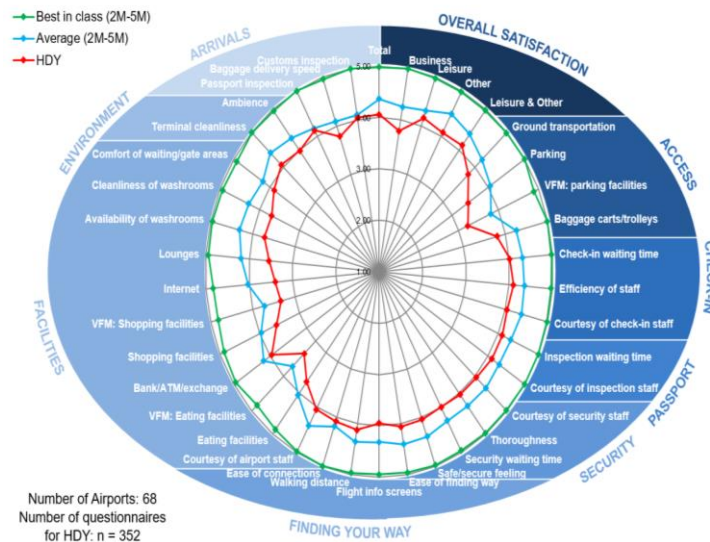 Best in class (2M-5M)
Average (2M-5M)
HDY
ARRIVALS
OVERALL SATISFACTION
ACCESS
CHECK-IN
PASSPORT
SECURITY
FINDING YOUR WAY
FACILITIES
ENVIRONMENT
Total
Business
Leisure
Other
Leisure & Other
Ground transportation
Parking
VFM: parking facilities
Baggage carts/trolleys
Check-in waiting time
Efficiency of staff
Courtesy of check-in staff
Inspection waiting time
Courtesy of inspection staff
Courtesy of security staff
Thoroughness
Security waiting time
Safe/secure feeling
Ease of finding way
Flight info screens
Walking distance
Ease of connections
Courtesy of airport staff
Eating facilities
VFM: Eating facilities
Bank/ATM/exchange
Shopping facilities
VFM: Shopping facilities
Internet
Lounges
Availability of washrooms
Cleanliness of washrooms
Comfort of waiting/gate areas
Terminal cleanliness
Ambience
Passport inspection
Baggage delivery speed
Customs inspection
5.00
4.00
3.00
2.00
1.00
Number of Airports: 68
Number of questionnaires
for HDY: n = 352